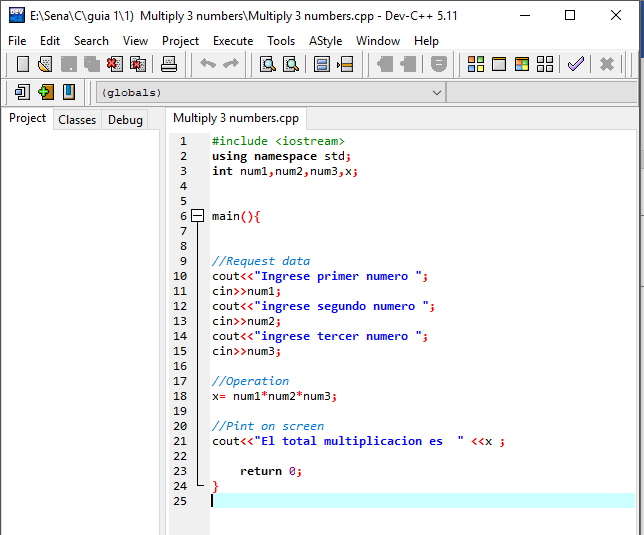 E:\Sena\C\guia 1\1)  Multiply 3 numbers\Multiply 3 numbers.cpp - Dev-C++ 5.11
File Edit Search View Project Execute Tools AStyle Window Help
(globals)
Project Classes Debug Multiply 3 numbers.cpp
1 #include <iostream>
2 using namespace std;
3 int num1,num2,num3,x;
4
5
6 main(){
7
8
9 //Request data
10 cout<<"Ingrese primer numero ";
11 cin>>num1;
12 cout<<"ingrese segundo numero ";
13 cin>>num2;
14 cout<<"ingrese tercer numero ";
15 cin>>num3;
16
17 //Operation
18 x= num1*num2*num3;
19
20 //Pint on screen
21 cout<<"El total multiplicacion es  " <<x ;
22
23     return 0;
24 }
25